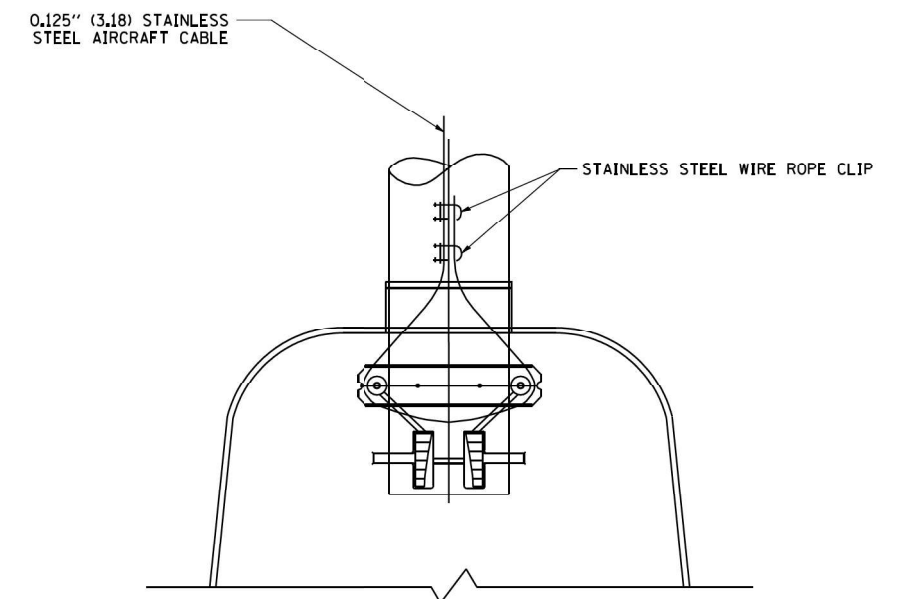 0.125" (3.18) STAINLESS
STEEL AIRCRAFT CABLE
STAINLESS STEEL WIRE ROPE CLIP